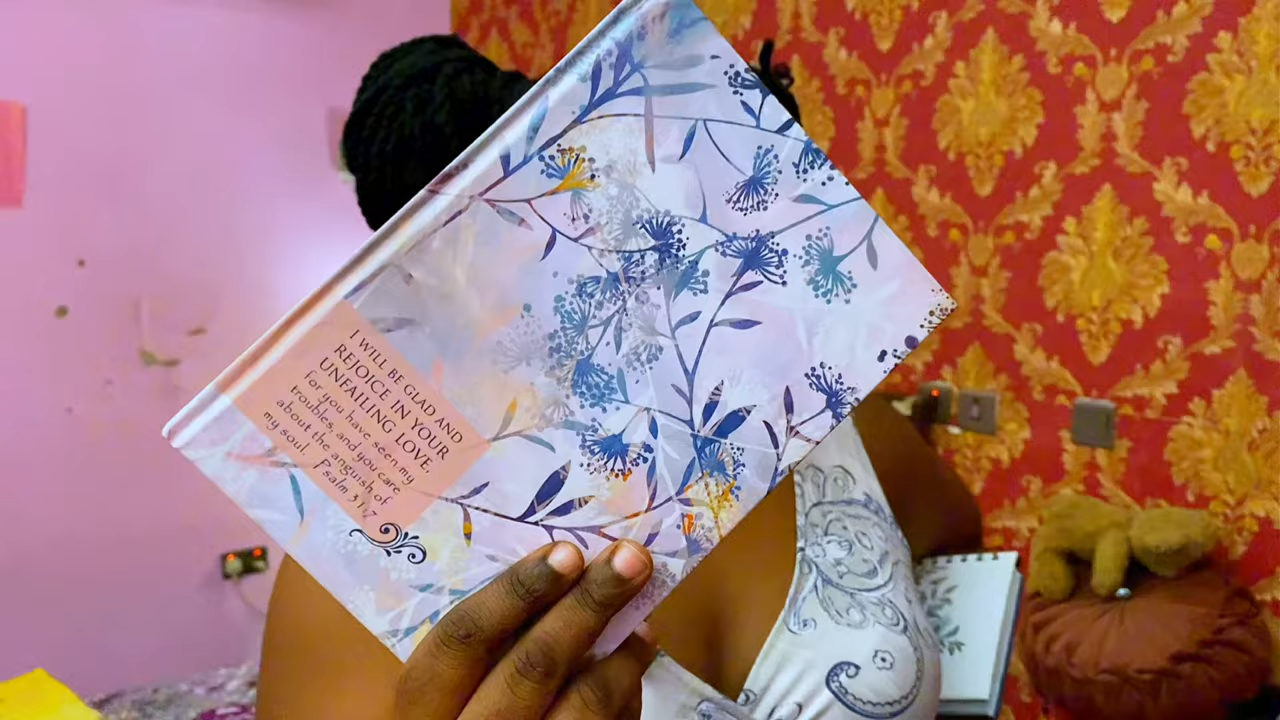 I WILL BE GLAD AND
REJOICE IN YOUR
UNFAILING LOVE,
for you have seen my
troubles, and you care
about the anguish of
my soul. Psalm 31:7